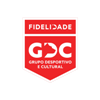 FIDELIDADE
GDC
GRUPO DESPORTIVO
E CULTURAL